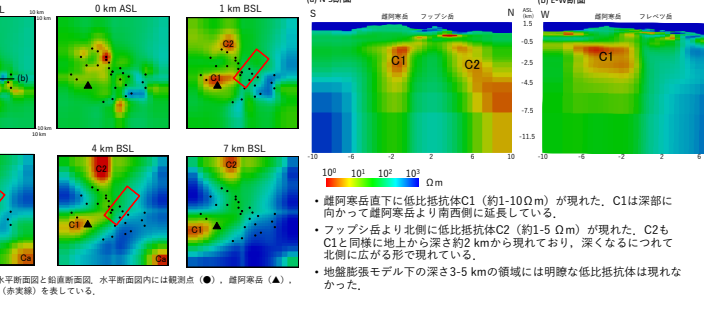 0 km ASL
1 km BSL
10 km
10 km
10 km
10 km
(b)
C2
C1
4 km BSL
7 km BSL
C2
C1
Ca
C2
C1
Ca
S
雌阿寒岳
フップシ岳
N
W
雌阿寒岳
フレベツ岳
ASL
(km)
1.5
-0.5
-2.5
-4.5
-7.5
-11.5
C1
C2
C1
-10
-6
-2
2
6
10
-10
-6
-2
2
6
10⁰
10¹
10²
10³
Ωm
• 雌阿寒岳直下に低比抵抗体C1（約1-10Ωm）が現れた．C1は深部に
向かって雌阿寒岳より南西側に延長している．
• フップシ岳より北側に低比抵抗体C2（約1-5 Ωm）が現れた．C2も
C1と同様に地上から深さ約2 kmから現れており，深くなるにつれて
北側に広がる形で現れている．
• 地盤膨張モデル下の深さ3-5 kmの領域には明瞭な低比抵抗体は現れな
かった．
水平断面図と鉛直断面図．水平断面図内には観測点（●），雌阿寒岳（▲），
（赤実線）を表している．